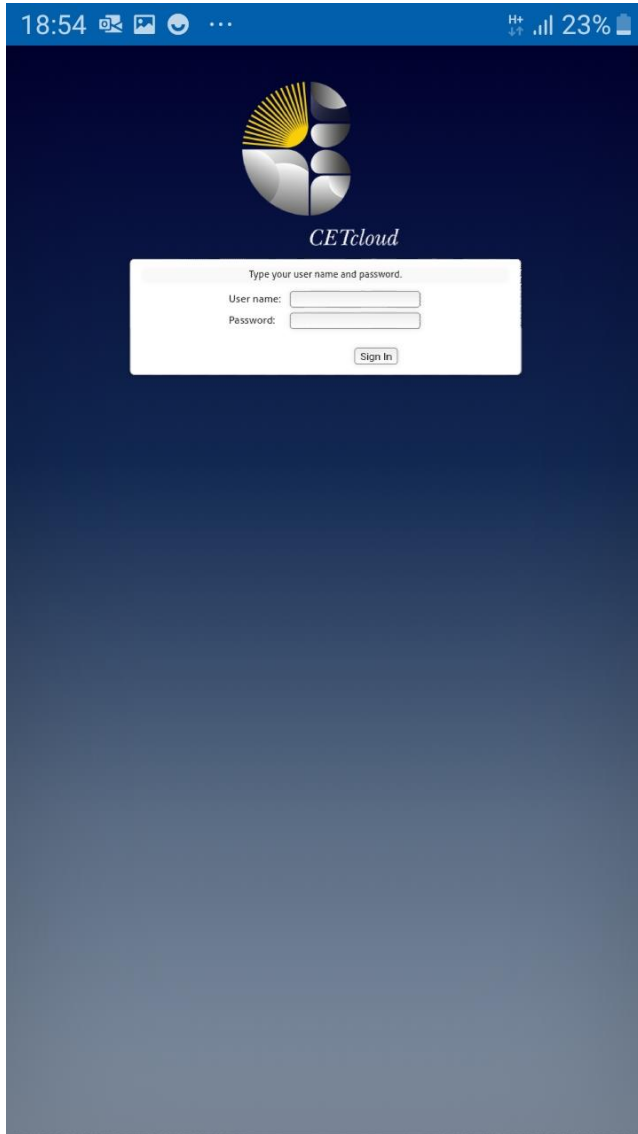 18:54 ... H+ 23%
CETcloud
Type your user name and password.
User name:
Password:
Sign In